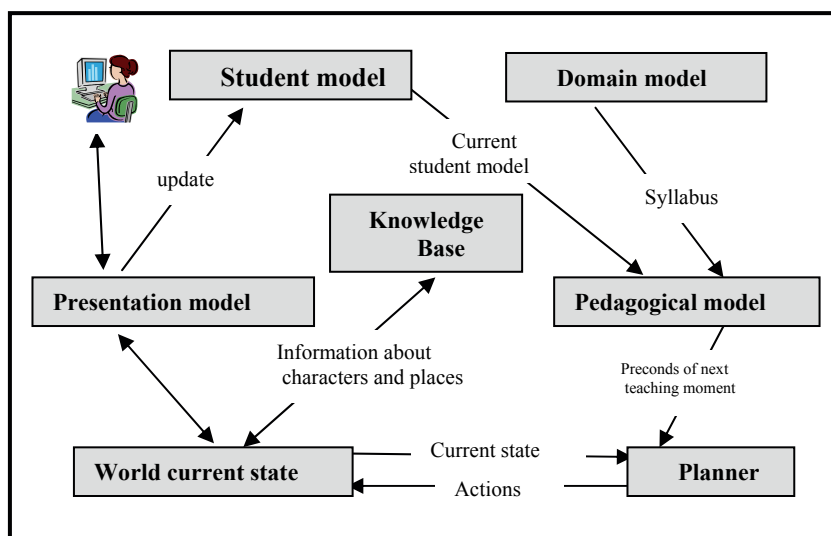 Student model
Domain model
Current
student model
update
Syllabus
Knowledge
Base
Presentation model
Pedagogical model
Information about
characters and places
Preconds of next
teaching moment
Current state
World current state
Planner
Actions